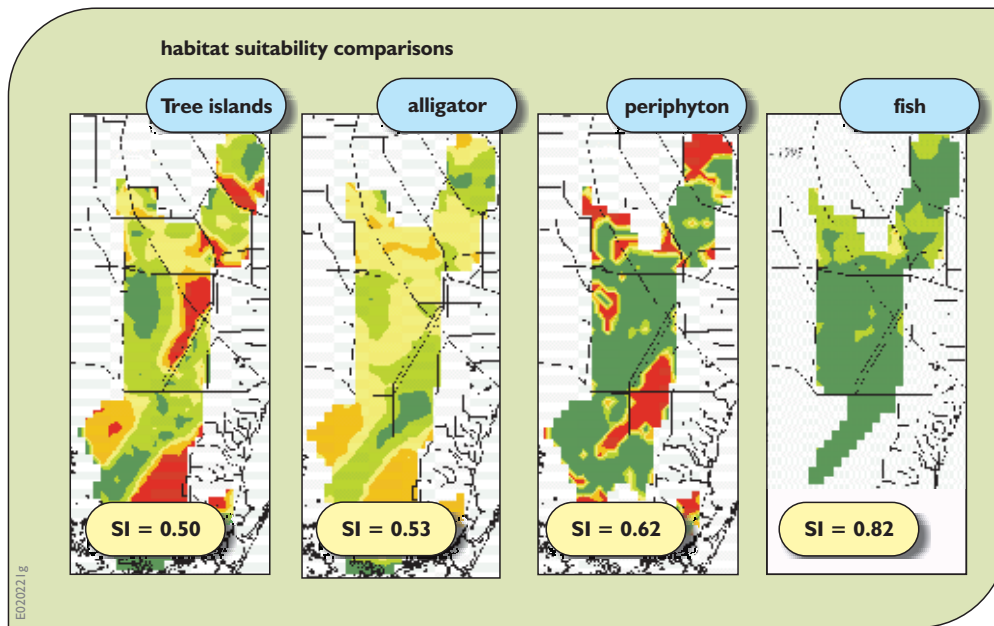 habitat suitability comparisons
Tree islands
alligator
periphyton
fish
SI = 0.50
SI = 0.53
SI = 0.62
SI = 0.82
E020221g